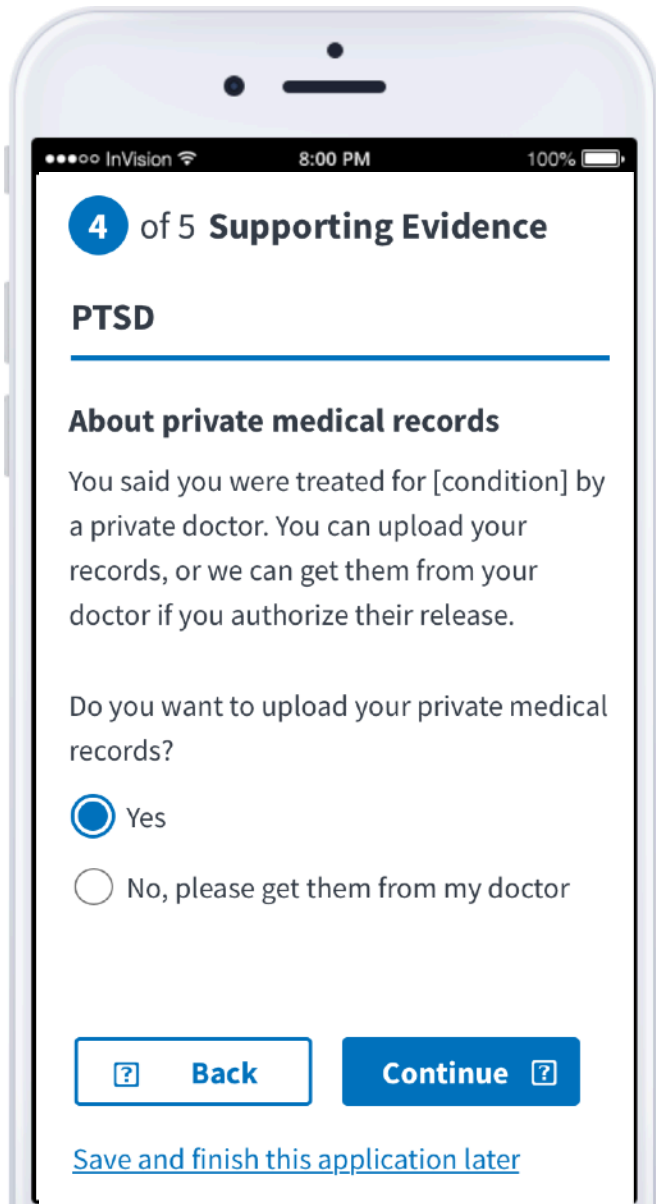 InVision 8:00 PM 100%
4 of 5 Supporting Evidence
PTSD
About private medical records
You said you were treated for [condition] by
a private doctor. You can upload your
records, or we can get them from your
doctor if you authorize their release.
Do you want to upload your private medical
records?
Yes
No, please get them from my doctor
? Back Continue ?
Save and finish this application later